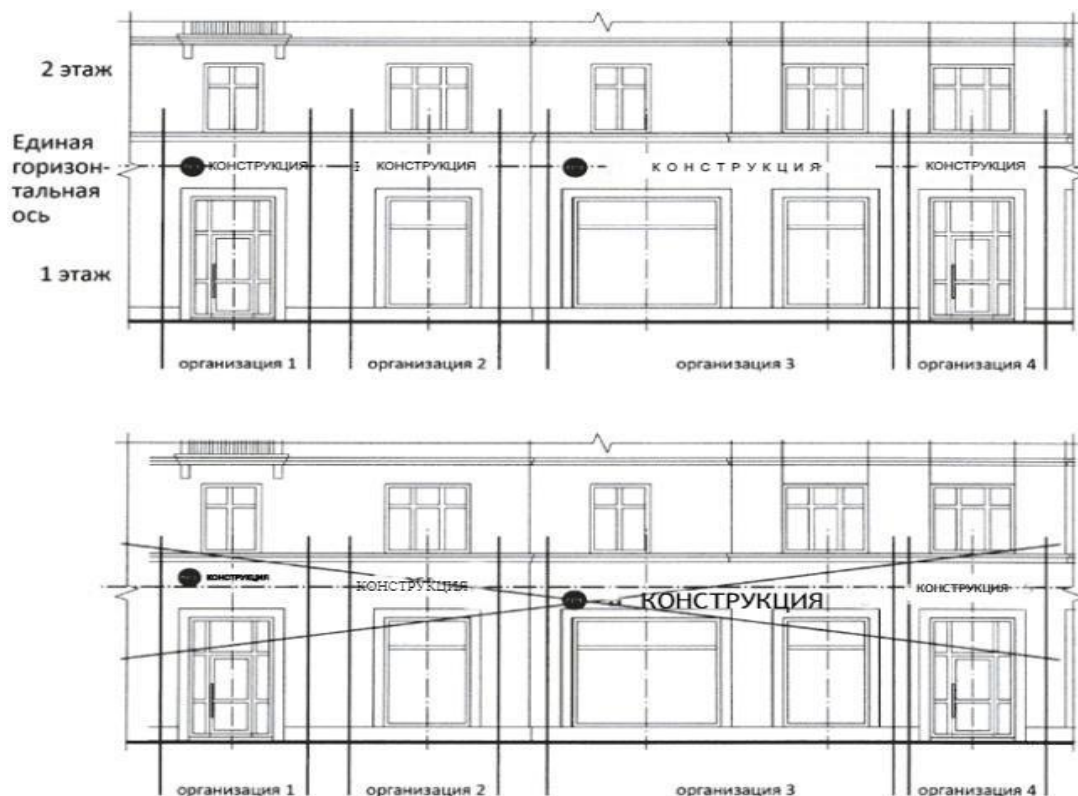 2 этаж
Единая
горизон-
тальная
ось
КОНСТРУКЦИЯ КОНСТРУКЦИЯ КОНСТРУКЦИЯ КОНСТРУКЦИЯ
1 этаж
организация 1 организация 2 организация 3 организация 4
КОНСТРУКЦИЯ КОНСТРУКЦИЯ КОНСТРУКЦИЯ КОНСТРУКЦИЯ
организация 1 организация 2 организация 3 организация 4